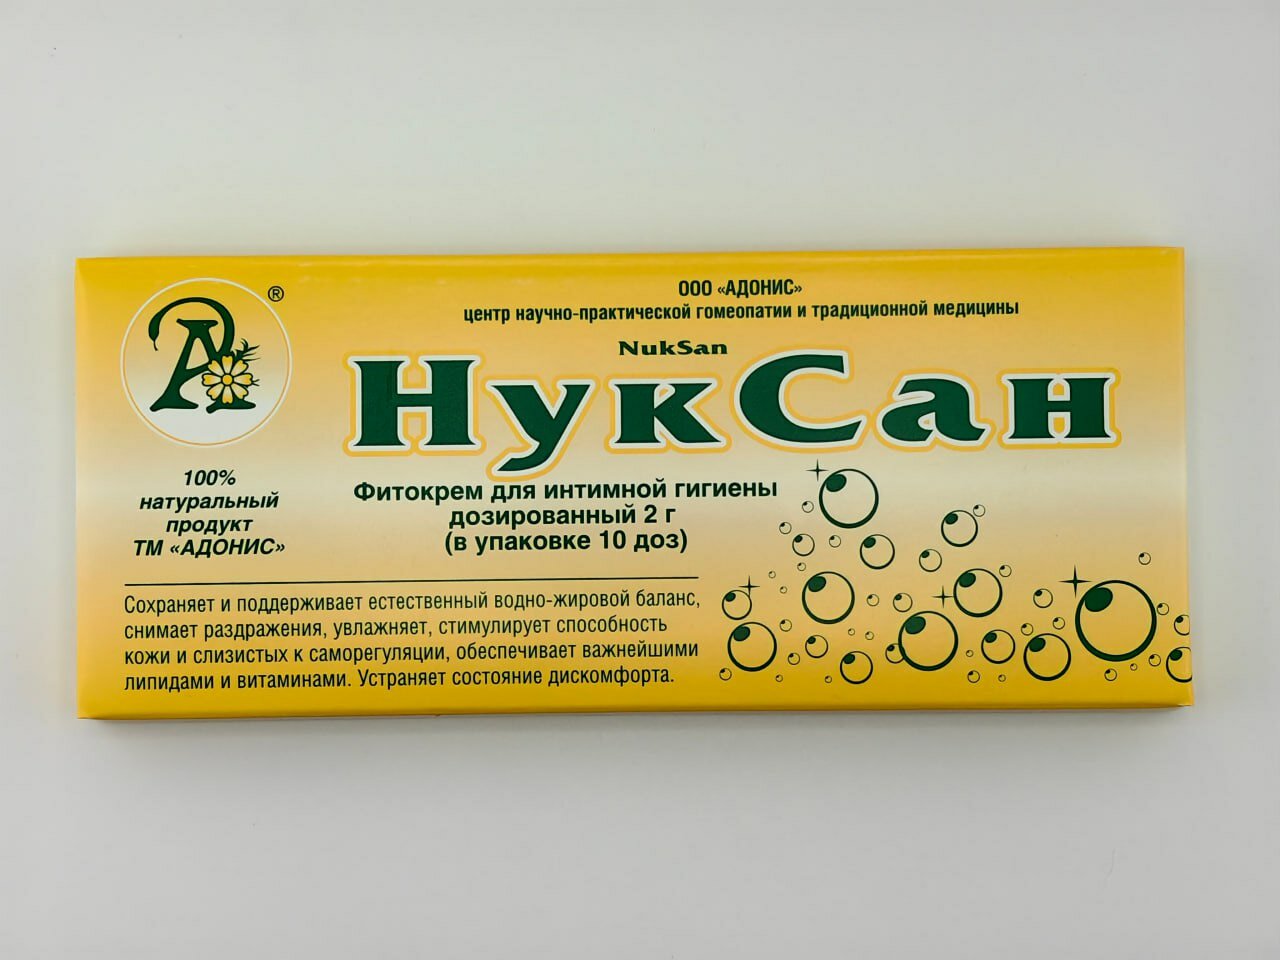 ООО «АДОНИС»
центр научно-практической гомеопатии и традиционной медицины
NukSan
НукСан
А®
100%
натуральный
продукт
ТМ «АДОНИС»
Фитокрем для интимной гигиены
дозированный 2 г
(в упаковке 10 доз)
Сохраняет и поддерживает естественный водно-жировой баланс,
снимает раздражения, увлажняет, стимулирует способность
кожи и слизистых к саморегуляции, обеспечивает важнейшими
липидами и витаминами. Устраняет состояние дискомфорта.